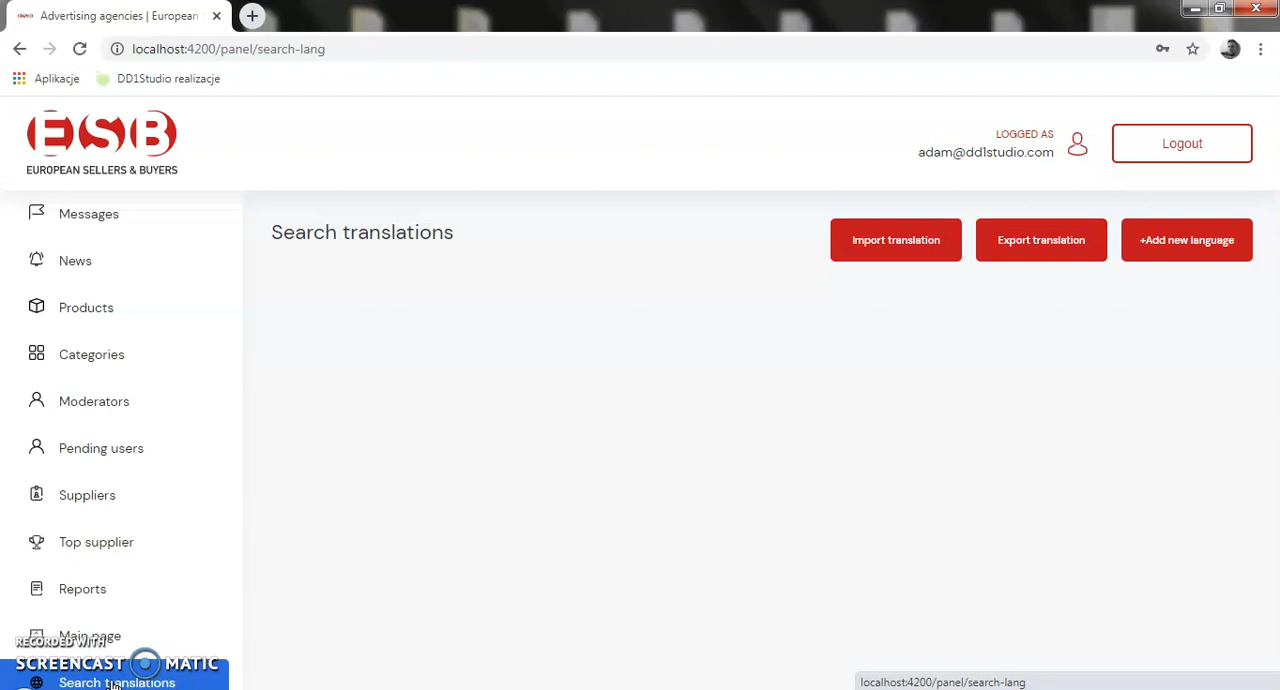 Advertising agencies | European
localhost:4200/panel/search-lang
Aplikacje
DD1Studio realizacje
ESB
EUROPEAN SELLERS & BUYERS
LOGGED AS
adam@dd1studio.com
Logout
Messages
News
Products
Categories
Moderators
Pending users
Suppliers
Top supplier
Reports
Main page
Search translations
Search translations
Import translation
Export translation
+Add new language
RECORDED WITH
SCREENCAST MATIC
localhost:4200/panel/search-lang